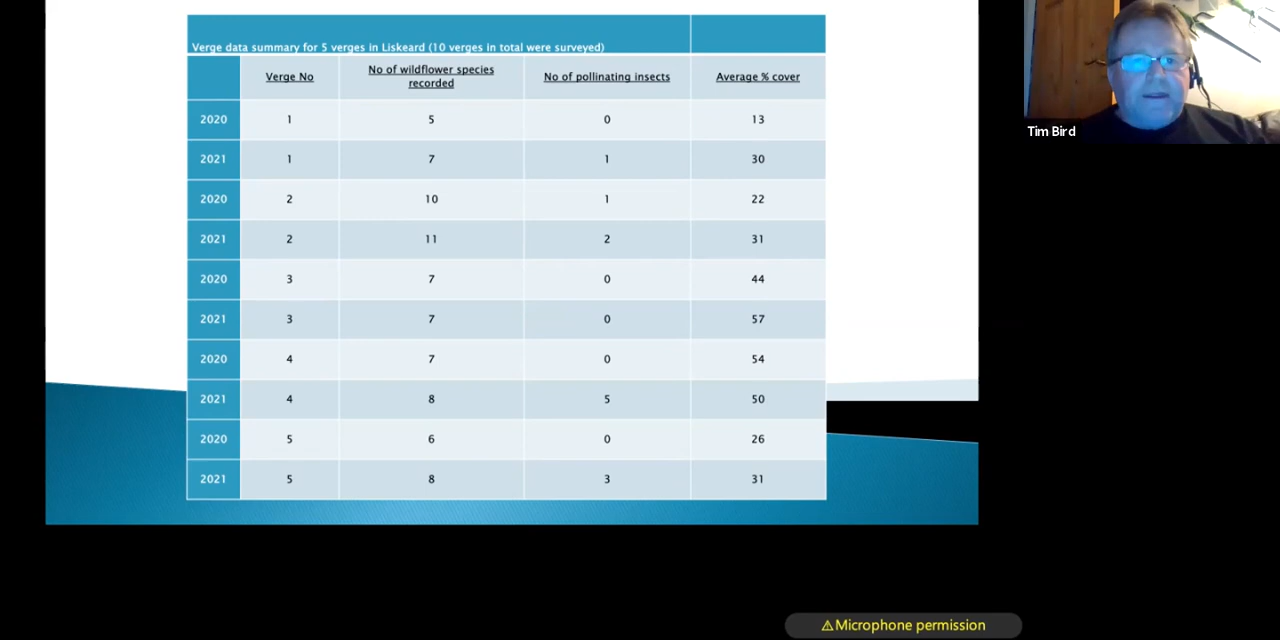 Verge data summary for 5 verges in Liskeard (10 verges in total were surveyed)
Verge No
No of wildflower species
recorded
No of pollinating insects
Average % cover
2020 1 5 0 13
2021 1 7 1 30
2020 2 10 1 22
2021 2 11 2 31
2020 3 7 0 44
2021 3 7 0 57
2020 4 7 0 54
2021 4 8 5 50
2020 5 6 0 26
2021 5 8 3 31
Tim Bird
⚠Microphone permission